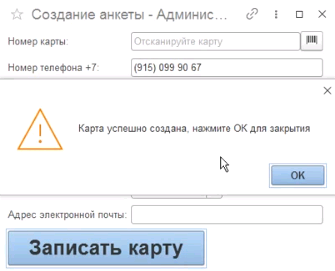 Создание анкеты - Админис...
Номер карты: Отсканируйте карту
Номер телефона +7: (915) 099 90 67
Карта успешно создана, нажмите ОК для закрытия
ОК
Адрес электронной почты:
Записать карту